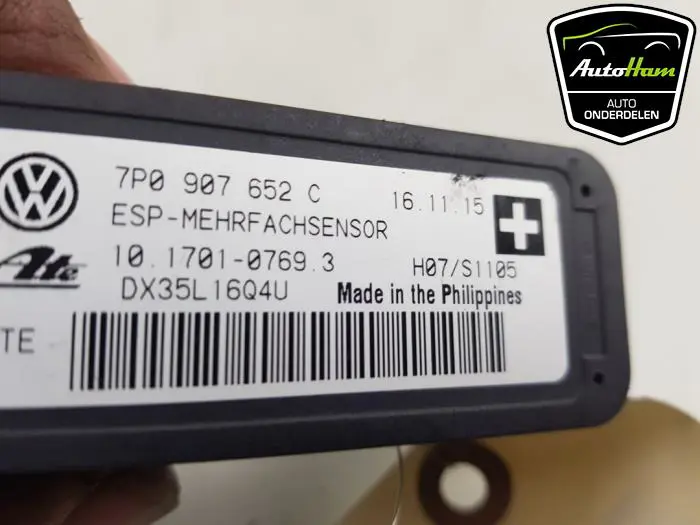 AutoHam
AUTO
ONDERDELEN
7P0 907 652 C
16.11.15
ESP-MEHRFACHSENSOR
Ate
10.1701-0769.3
H07/S1105
DX35L16Q4U
Made in the Philippines
TE